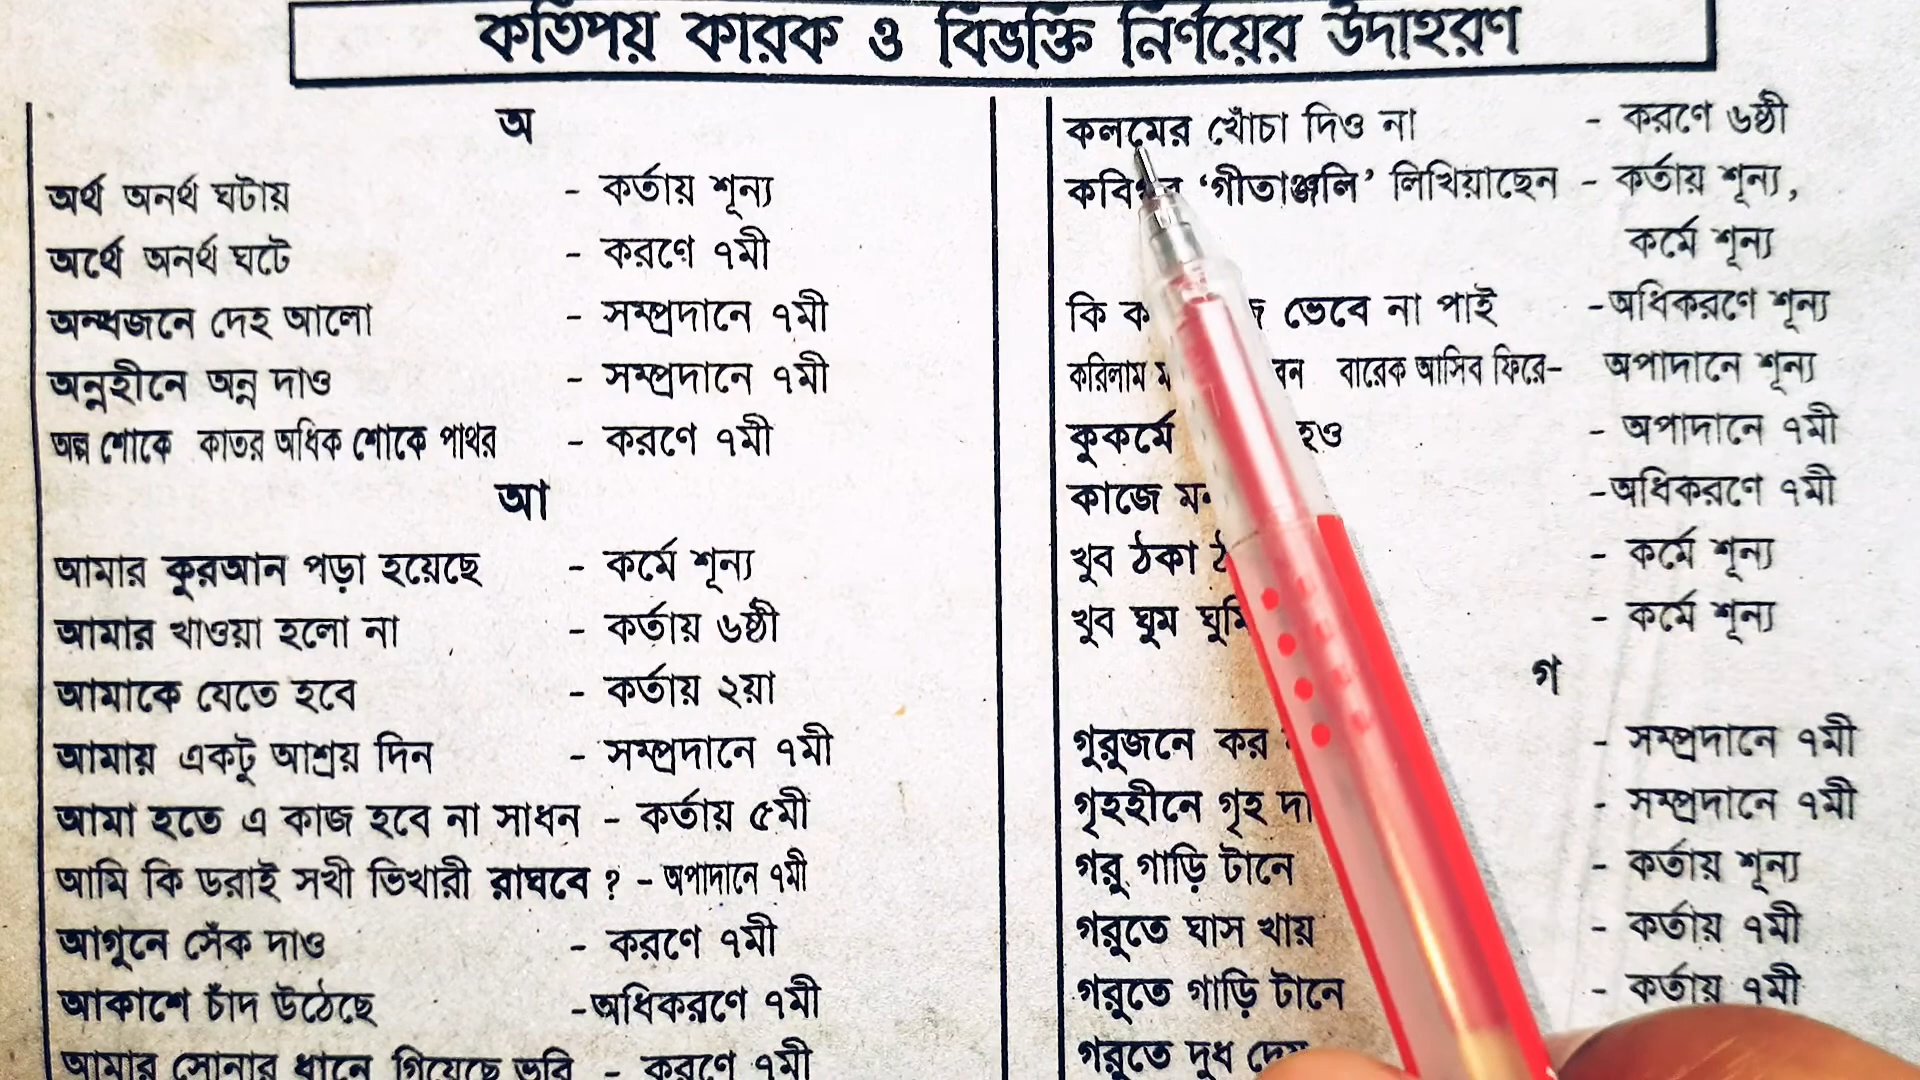 কতিপয় কারক ও বিভক্তি নির্ণয়ের উদাহরণ
অ
অর্থ অনর্থ ঘটায় - কর্তায় শূন্য
অর্থে অনর্থ ঘটে - করণে ৭মী
অন্ধজনে দেহ আলো - সম্প্রদানে ৭মী
অন্নহীনে অন্ন দাও - সম্প্রদানে ৭মী
অল্প শোকে কাতর অধিক শোকে পাথর - করণে ৭মী
আ
আমার কুরআন পড়া হয়েছে - কর্মে শূন্য
আমার খাওয়া হলো না - কর্তায় ৬ষ্ঠী
আমাকে যেতে হবে - কর্তায় ২য়া
আমায় একটু আশ্রয় দিন - সম্প্রদানে ৭মী
আমা হতে এ কাজ হবে না সাধন - কর্তায় ৫মী
আমি কি ডরাই সখী ভিখারী রাঘবে ? - অপাদানে ৭মী
আগুনে সেঁক দাও - করণে ৭মী
আকাশে চাঁদ উঠেছে -অধিকরণে ৭মী
আমার সোনার ধানে গিয়েছে ভরি - করণে ৭মী
কলমের খোঁচা দিও না - করণে ৬ষ্ঠী
‘গীতাঞ্জলি’ লিখিয়াছেন - কর্তায় শূন্য,
কর্মে শূন্য
কি ভেবে না পাই -অধিকরণে শূন্য
করিলাম বারেক আসিব ফিরে- অপাদানে শূন্য
কুকর্মে হও - অপাদানে ৭মী
কাজে -অধিকরণে ৭মী
খুব ঠকা - কর্মে শূন্য
খুব ঘুম - কর্মে শূন্য
গ
গুরুজনে কর - সম্প্রদানে ৭মী
গৃহহীনে গৃহ - সম্প্রদানে ৭মী
গরু গাড়ি টানে - কর্তায় শূন্য
গরুতে ঘাস খায় - কর্তায় ৭মী
গরুতে গাড়ি টানে - কর্তায় ৭মী
গরুতে দুধ দেয়